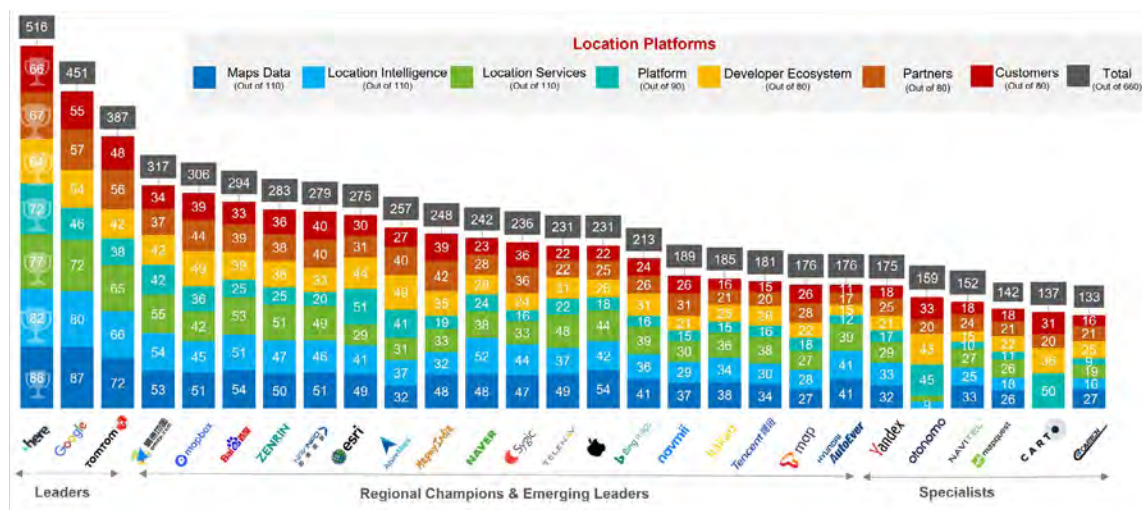 Location Platforms
Maps Data
(Out of 110)
Location Intelligence
(Out of 110)
Location Services
(Out of 110)
Platform
(Out of 90)
Developer Ecosystem
(Out of 80)
Partners
(Out of 80)
Customers
(Out of 80)
Total
(Out of 660)
516 451 387 317 306 294 283 279 275 257 248 242 236 231 231 213 189 185 181 176 176 175 159 152 142 137 133
66 55 48 34 39 33 36 40 30 27 39 23 36 22 22 24 26 16 15 26 11 18 33 18 18 31 16
67 57 56 37 44 39 38 40 31 40 42 28 36 22 25 26 31 21 20 28 17 25 20 24 21 20 21
64 54 42 42 49 39 36 33 44 49 35 29 24 31 26 31 21 25 28 22 15 21 43 15 22 36 25
72 46 38 42 36 25 25 20 51 41 19 24 16 22 18 16 15 15 16 18 12 17 45 10 11 50 9
77 72 65 55 42 53 51 49 29 31 33 38 33 48 44 39 30 36 38 27 39 29 9 27 26 19
82 80 66 54 45 51 47 46 41 37 32 52 44 37 42 36 29 34 30 28 41 33 25 18 16
88 87 72 53 51 54 50 51 49 32 48 48 47 49 54 41 37 38 34 27 41 32 33 26 27
here
Google
TOMTOM
mapbox
Bai
ZENRIN
esri
NAVER
Sygic
TELENAV
navmii
Tencent
map
HYUNDAI
AutoEver
Yandex
otonomo
NAVITEL
mapquest
CARTO
Leaders
Regional Champions & Emerging Leaders
Specialists